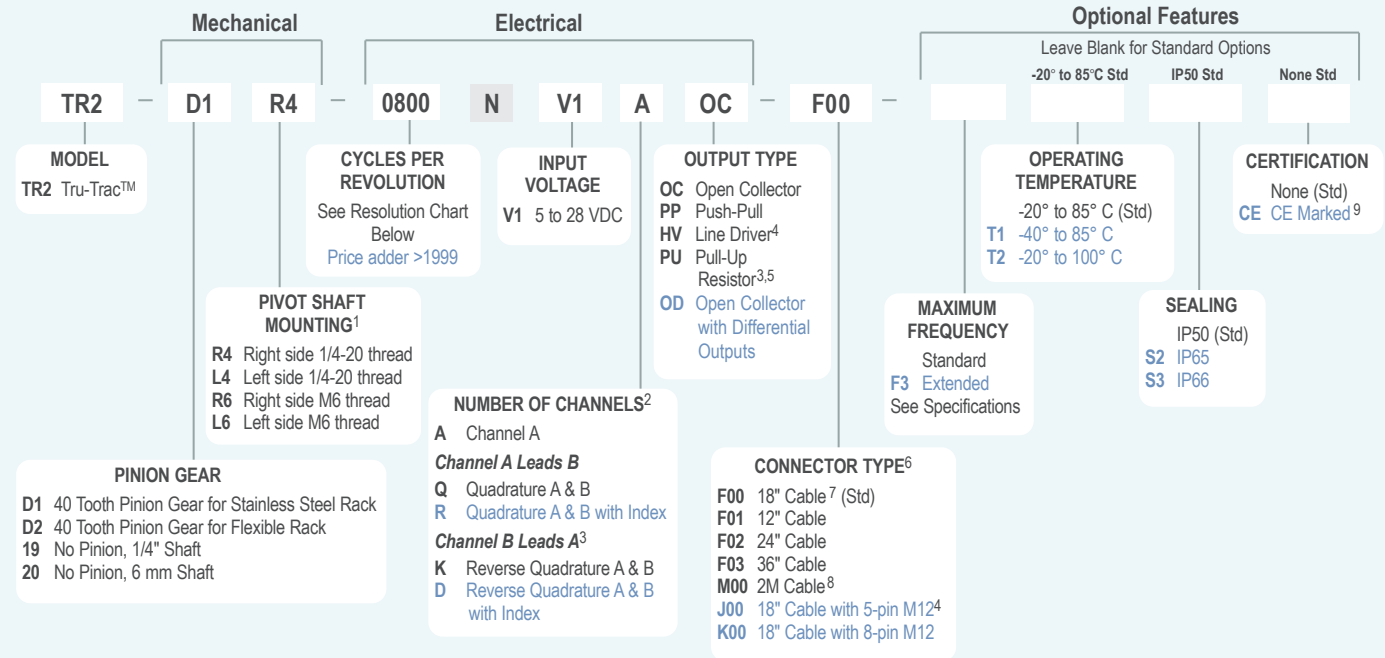 Mechanical
Electrical
Optional Features
Leave Blank for Standard Options
-20° to 85°C Std
IP50 Std
None Std
TR2 – D1 R4 – 0800 N V1 A OC – F00 –
MODEL
TR2 Tru-Trac™
CYCLES PER
REVOLUTION
See Resolution Chart
Below
Price adder >1999
INPUT
VOLTAGE
V1 5 to 28 VDC
OUTPUT TYPE
OC Open Collector
PP Push-Pull
HV Line Driver4
PU Pull-Up
Resistor3,5
OD Open Collector
with Differential
Outputs
OPERATING
TEMPERATURE
-20° to 85° C (Std)
T1 -40° to 85° C
T2 -20° to 100° C
CERTIFICATION
None (Std)
CE CE Marked9
PIVOT SHAFT
MOUNTING1
R4 Right side 1/4-20 thread
L4 Left side 1/4-20 thread
R6 Right side M6 thread
L6 Left side M6 thread
MAXIMUM
FREQUENCY
Standard
F3 Extended
See Specifications
SEALING
IP50 (Std)
S2 IP65
S3 IP66
NUMBER OF CHANNELS2
A Channel A
Channel A Leads B
Q Quadrature A & B
R Quadrature A & B with Index
Channel B Leads A3
K Reverse Quadrature A & B
D Reverse Quadrature A & B
with Index
PINION GEAR
D1 40 Tooth Pinion Gear for Stainless Steel Rack
D2 40 Tooth Pinion Gear for Flexible Rack
19 No Pinion, 1/4" Shaft
20 No Pinion, 6 mm Shaft
CONNECTOR TYPE6
F00 18" Cable7 (Std)
F01 12" Cable
F02 24" Cable
F03 36" Cable
M00 2M Cable8
J00 18" Cable with 5-pin M124
K00 18" Cable with 8-pin M12